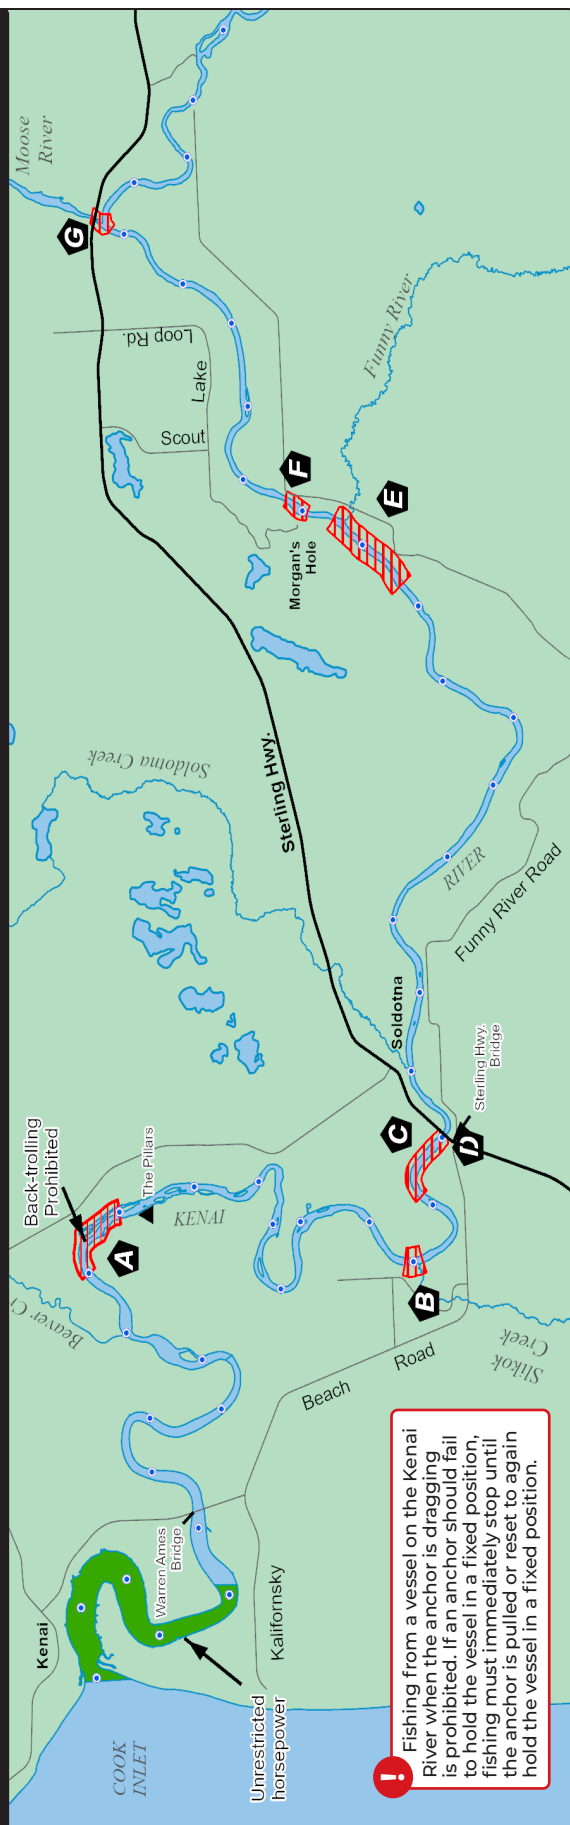 COOK
INLET
Kenai
Unrestricted
horsepower
Warren Ames
Bridge
Kalifornsky
Beach
Road
Beaver Cr
Back-trolling
Prohibited
A
The Pillars
KENAI
B
Slikok
Creek
C
D
Sterling Hwy.
Bridge
Soldotna
Soldotna Creek
Sterling Hwy.
RIVER
Funny River Road
E
F
Morgan's
Hole
Funny River
Scout
Lake
Loop Rd.
G
Moose
River
!
Fishing from a vessel on the Kenai
River when the anchor is dragging
is prohibited. If an anchor should fail
to hold the vessel in a fixed position,
fishing must immediately stop until
the anchor is pulled or reset to again
hold the vessel in a fixed position.